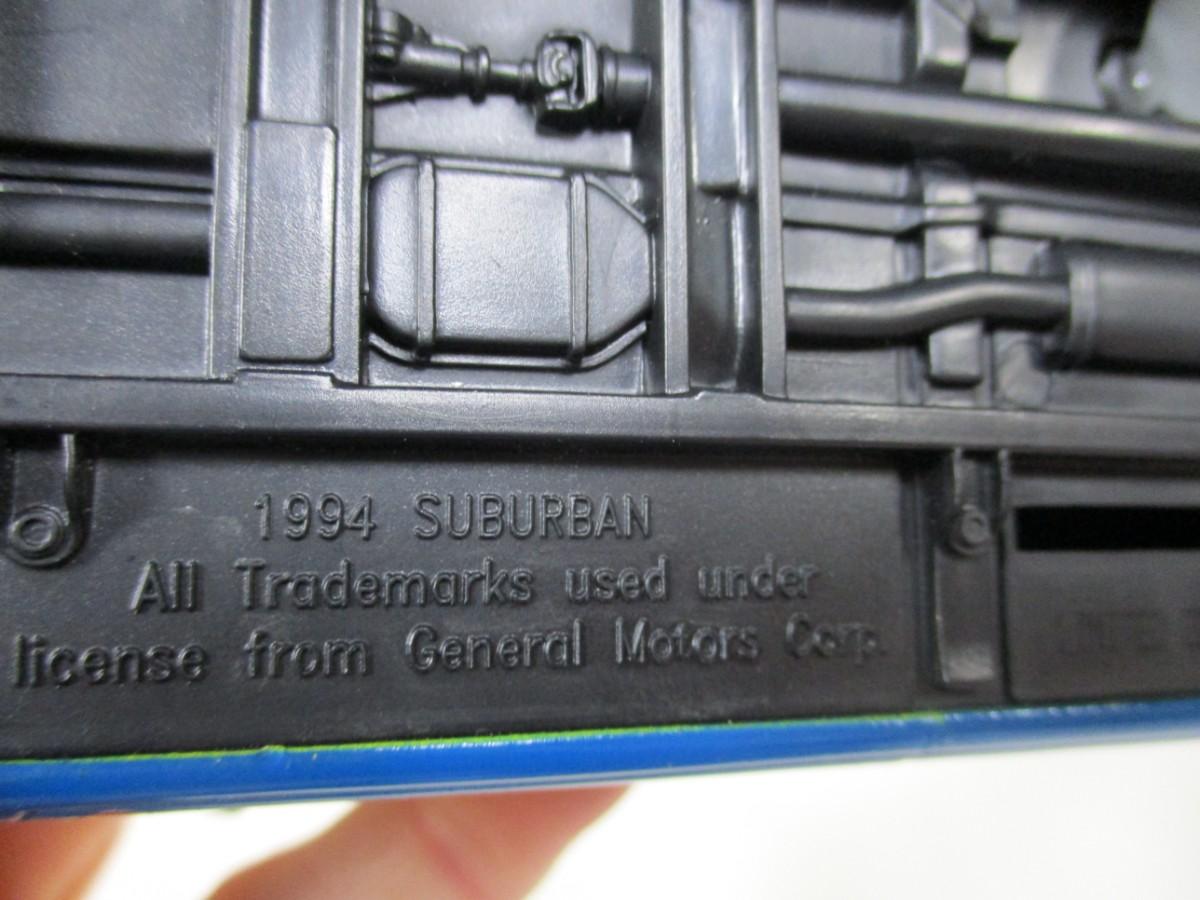 1994 SUBURBAN
All Trademarks used under
license from General Motors Corp.